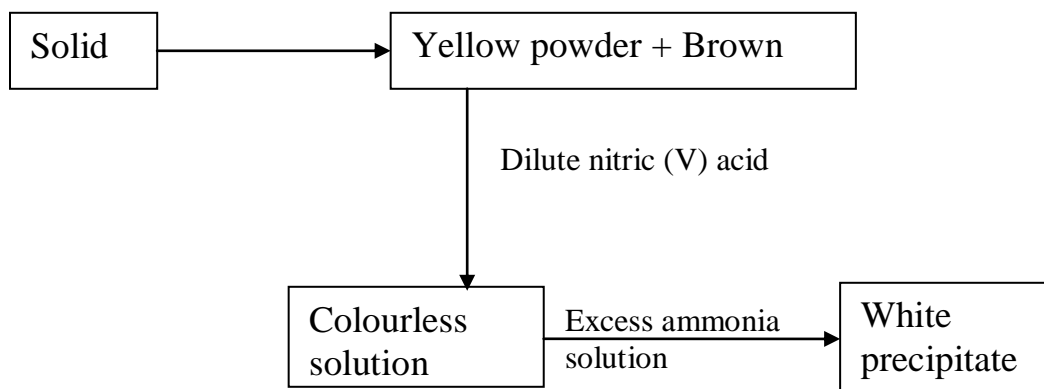 Solid
Yellow powder + Brown
Dilute nitric (V) acid
Colourless
solution
Excess ammonia
solution
White
precipitate